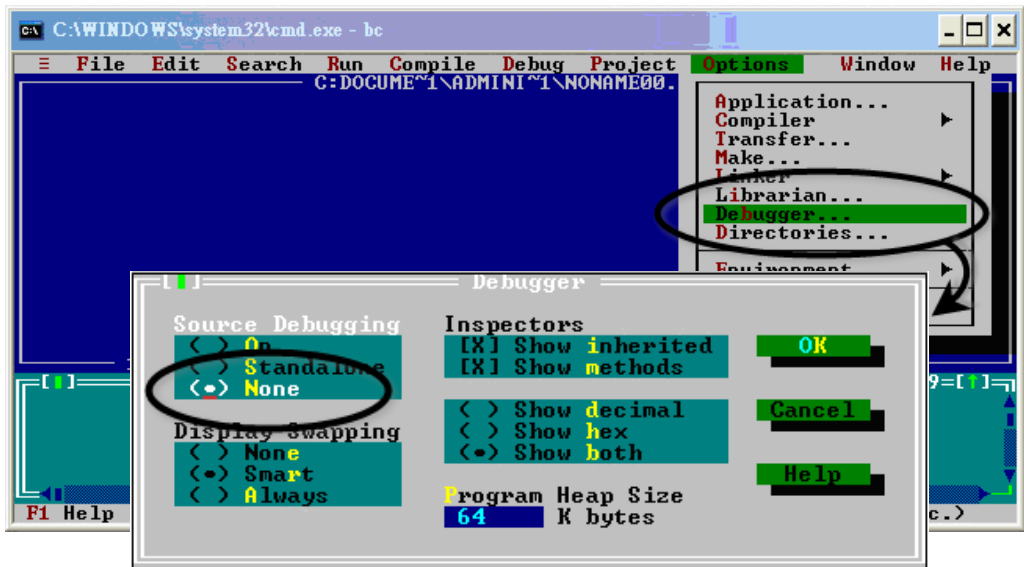 C:\WINDOWS\system32\cmd.exe - bc
≡ File Edit Search Run Compile Debug Project Options Window Help
C:DOCUME~1\ADMINI~1\NONAME00.
Application...
Compiler
Transfer...
Make...
Linker
Librarian...
Debugger...
Directories...
Environment
[ ] Debugger
Source Debugging
( ) On
( ) Standalone
(•) None
Display Swapping
( ) None
(•) Smart
( ) Always
Inspectors
[X] Show inherited
[X] Show methods
( ) Show decimal
( ) Show hex
(•) Show both
Program Heap Size
64 K bytes
OK
Cancel
Help
[ ]
9=[↑]
F1 Help
c.)